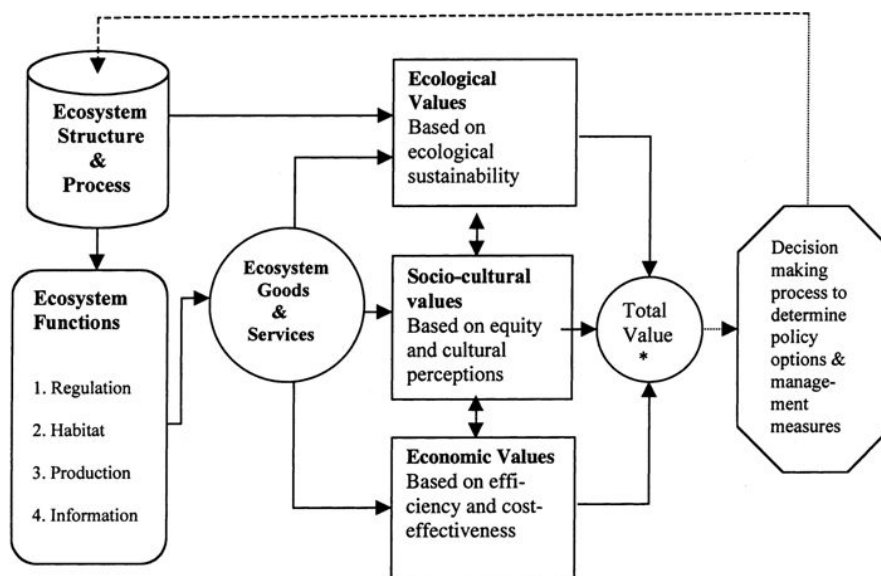 Ecosystem
Structure
&
Process
Ecosystem
Functions
1. Regulation
2. Habitat
3. Production
4. Information
Ecosystem
Goods
&
Services
Ecological
Values
Based on
ecological
sustainability
Socio-cultural
values
Based on equity
and cultural
perceptions
Economic Values
Based on effi-
ciency and cost-
effectiveness
Total
Value
*
Decision
making
process to
determine
policy
options &
manage-
ment
measures